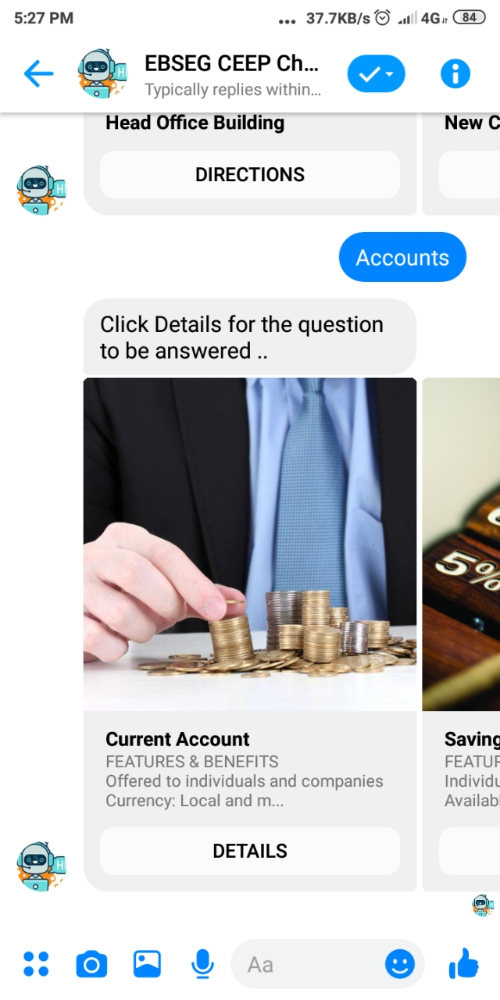 5:27 PM
... 37.7KB/s 4G 84
EBSEG CEEP Ch...
Typically replies within...
HI
Head Office Building
New C
DIRECTIONS
Accounts
Click Details for the question
to be answered ..
5%
Current Account
FEATURES & BENEFITS
Offered to individuals and companies
Currency: Local and m...
DETAILS
Saving
FEATUR
Individu
Availabl
Aa